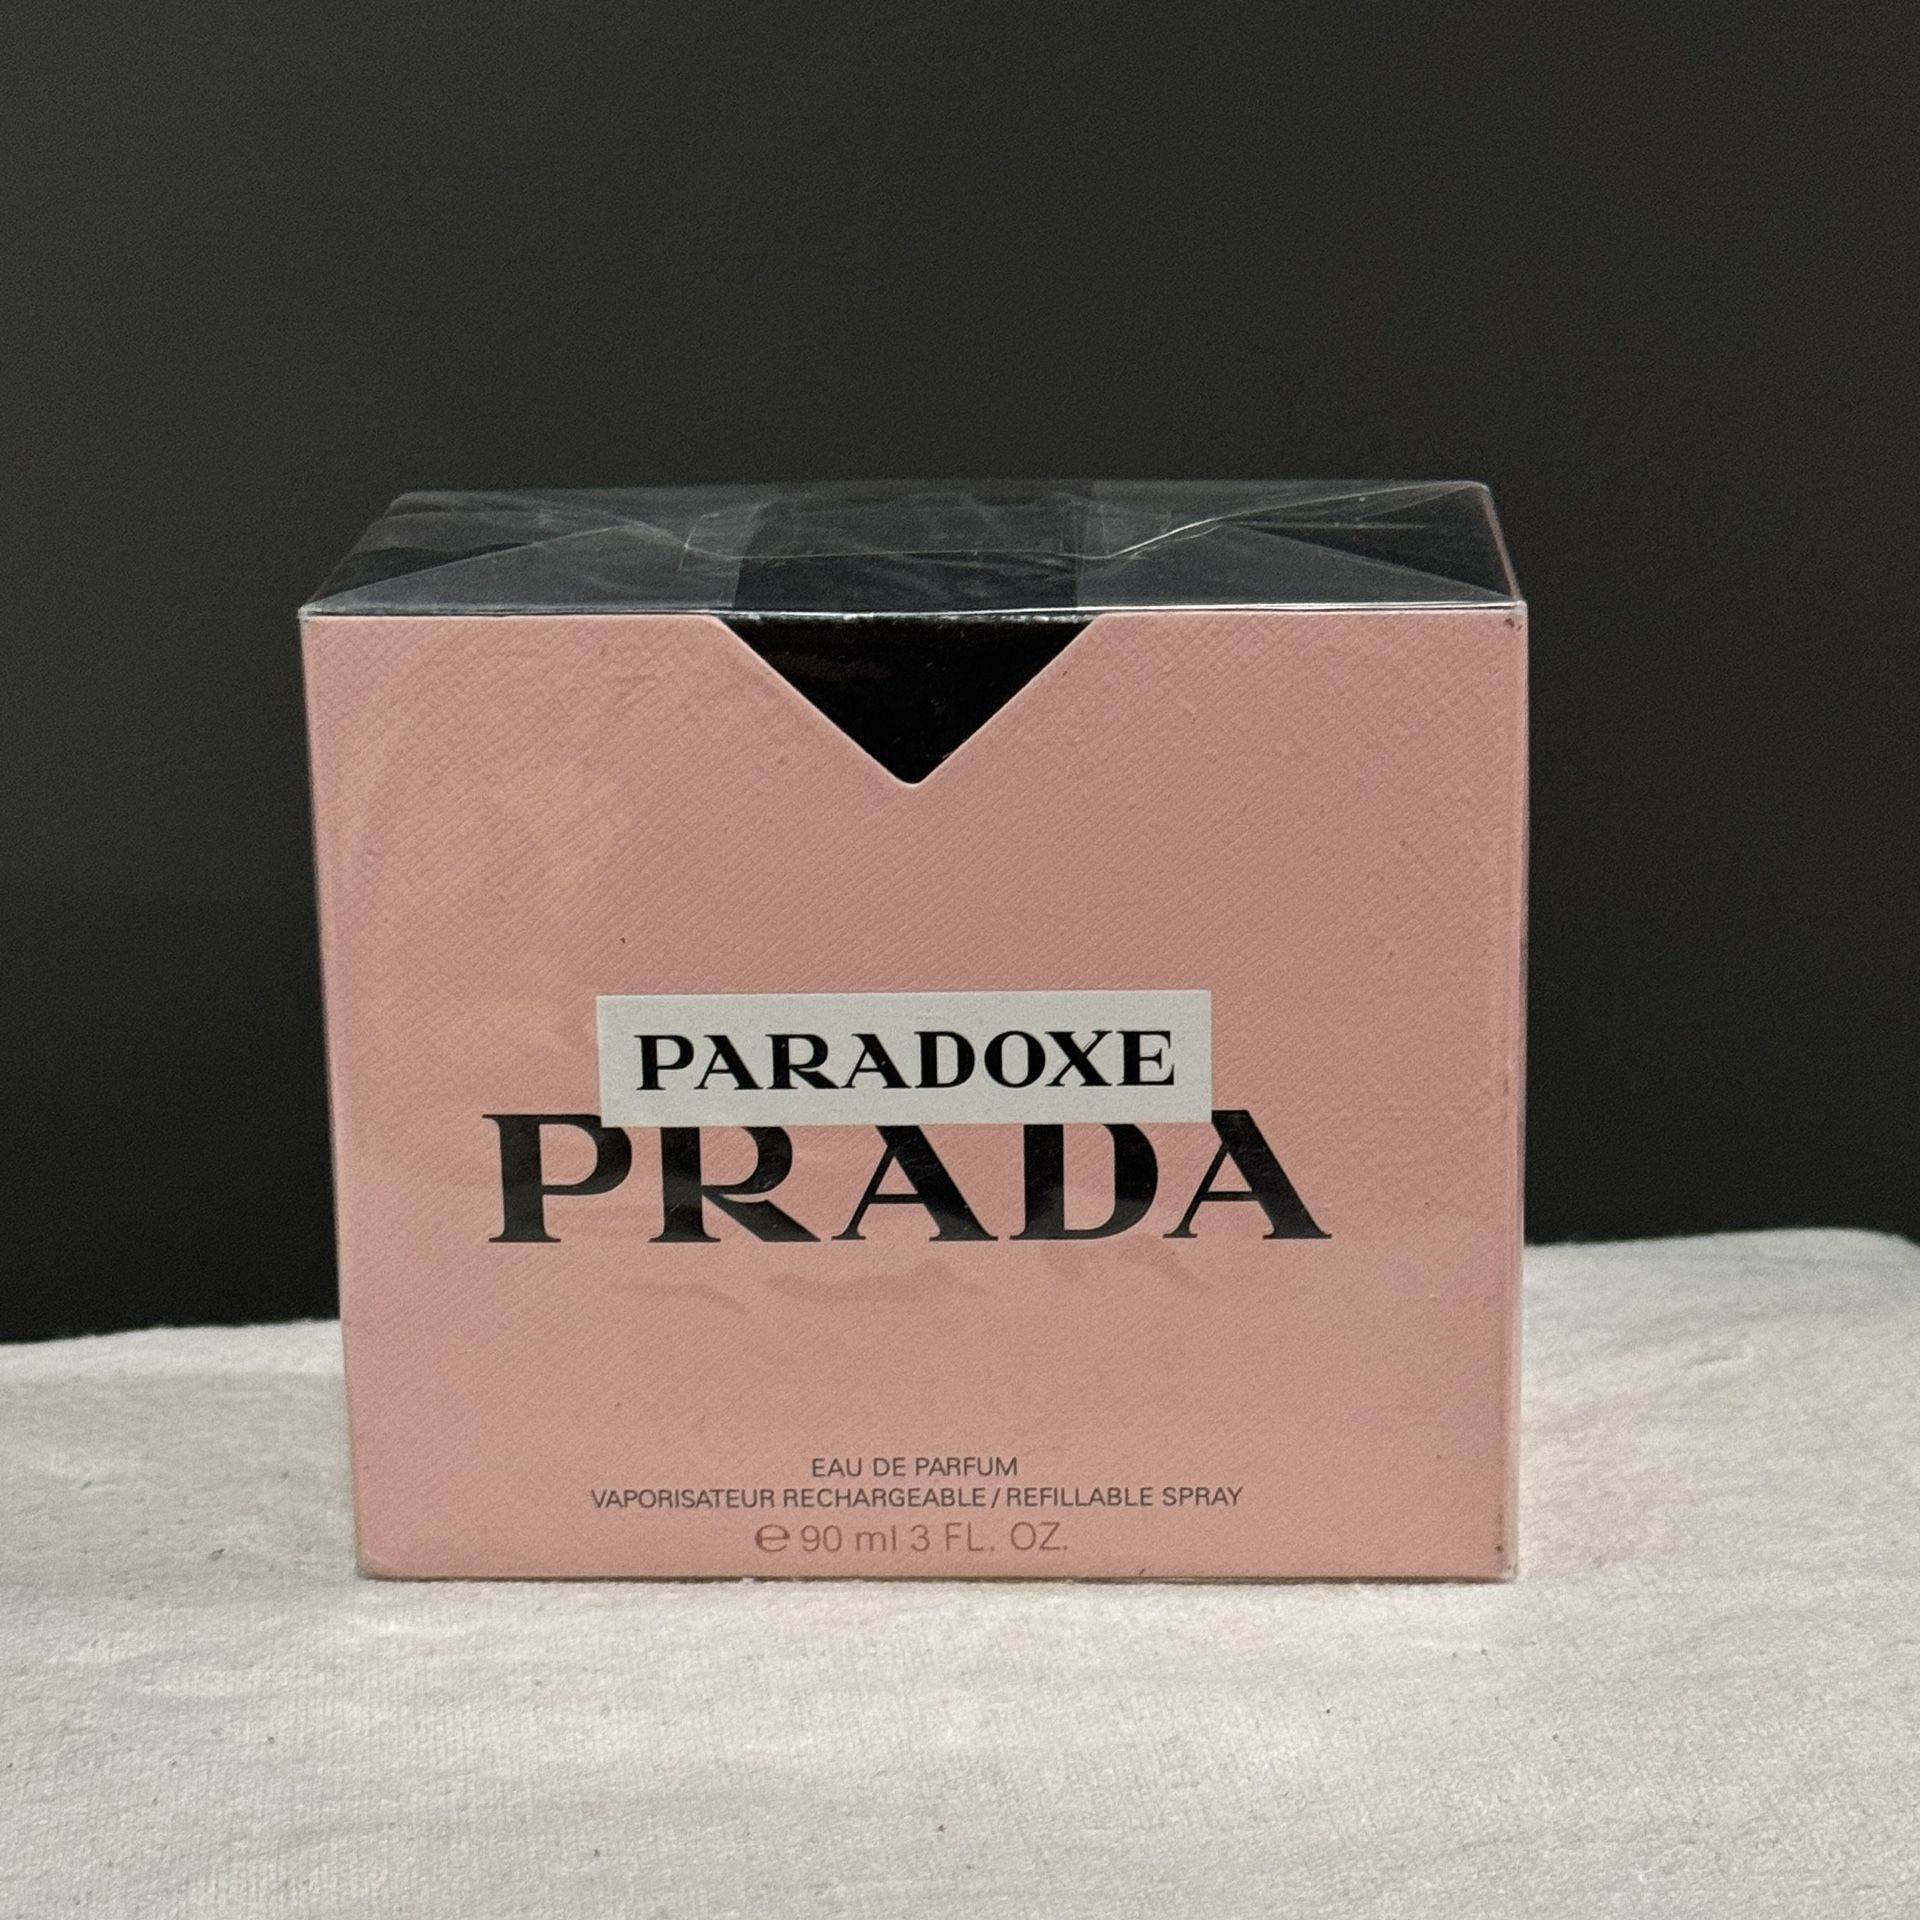 PARADOXE
PRADA
EAU DE PARFUM
VAPORISATEUR RECHARGEABLE / REFILLABLE SPRAY
℮ 90 ml 3 FL. OZ.